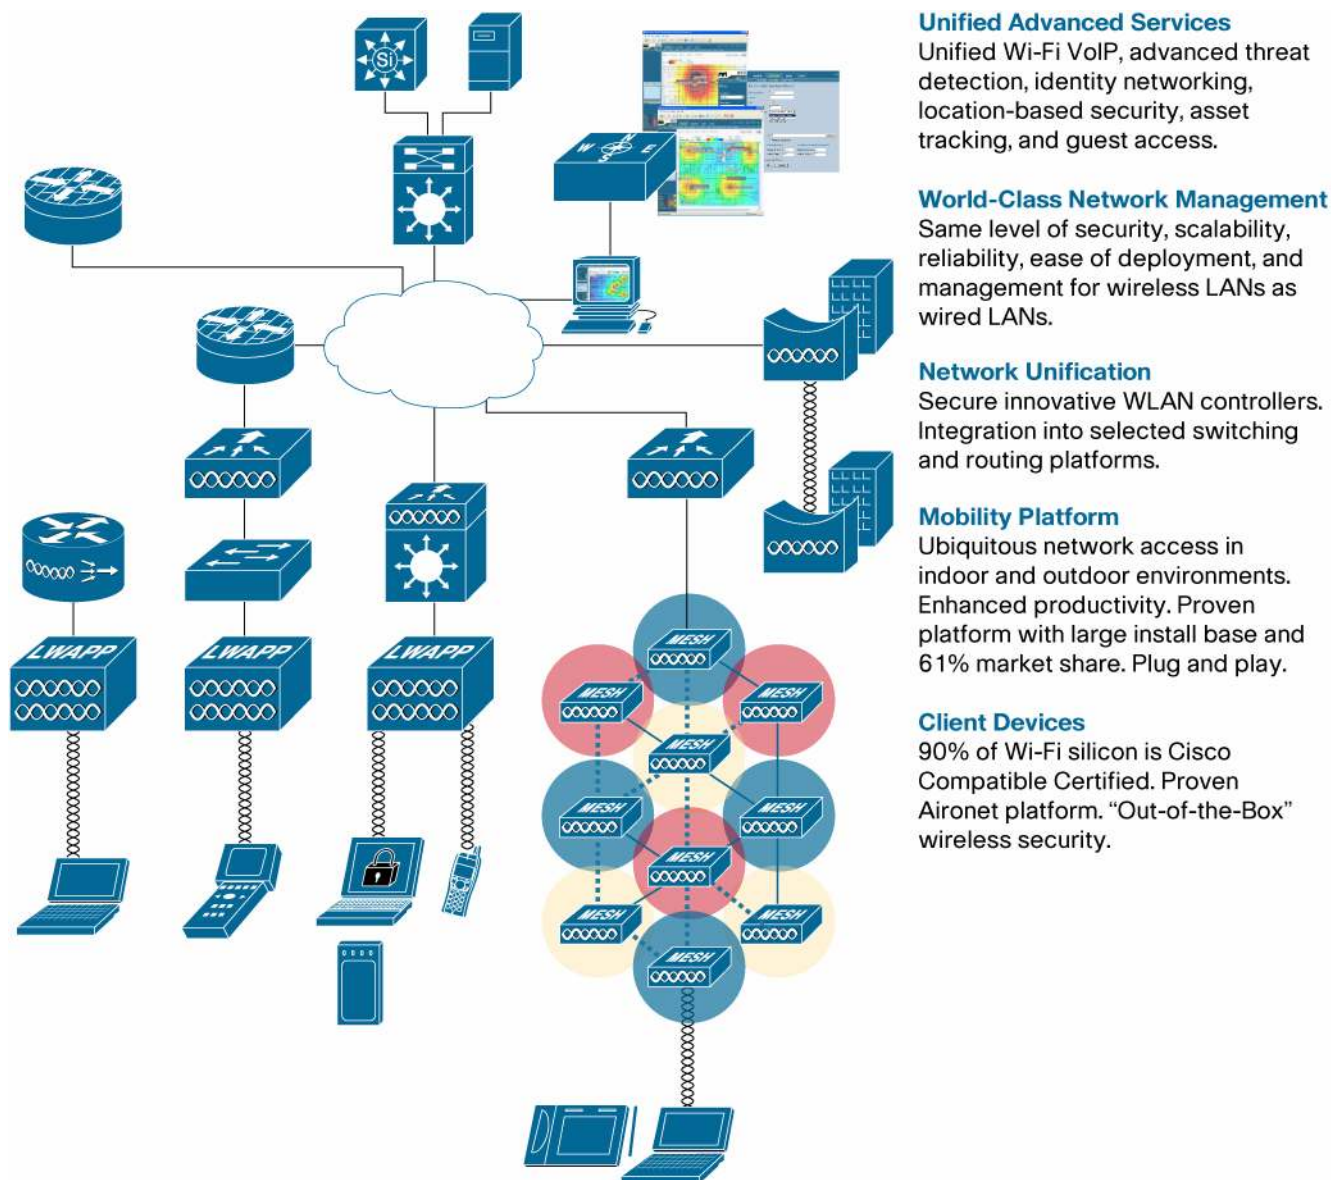 Unified Advanced Services
Unified Wi-Fi VoIP, advanced threat
detection, identity networking,
location-based security, asset
tracking, and guest access.
World-Class Network Management
Same level of security, scalability,
reliability, ease of deployment, and
management for wireless LANs as
wired LANs.
Network Unification
Secure innovative WLAN controllers.
Integration into selected switching
and routing platforms.
Mobility Platform
Ubiquitous network access in
indoor and outdoor environments.
Enhanced productivity. Proven
platform with large install base and
61% market share. Plug and play.
Client Devices
90% of Wi-Fi silicon is Cisco
Compatible Certified. Proven
Aironet platform. “Out-of-the-Box”
wireless security.
Si
N
W E
S
LWAPP
LWAPP
LWAPP
MESH
MESH
MESH
MESH
MESH
MESH
MESH
MESH
MESH
MESH